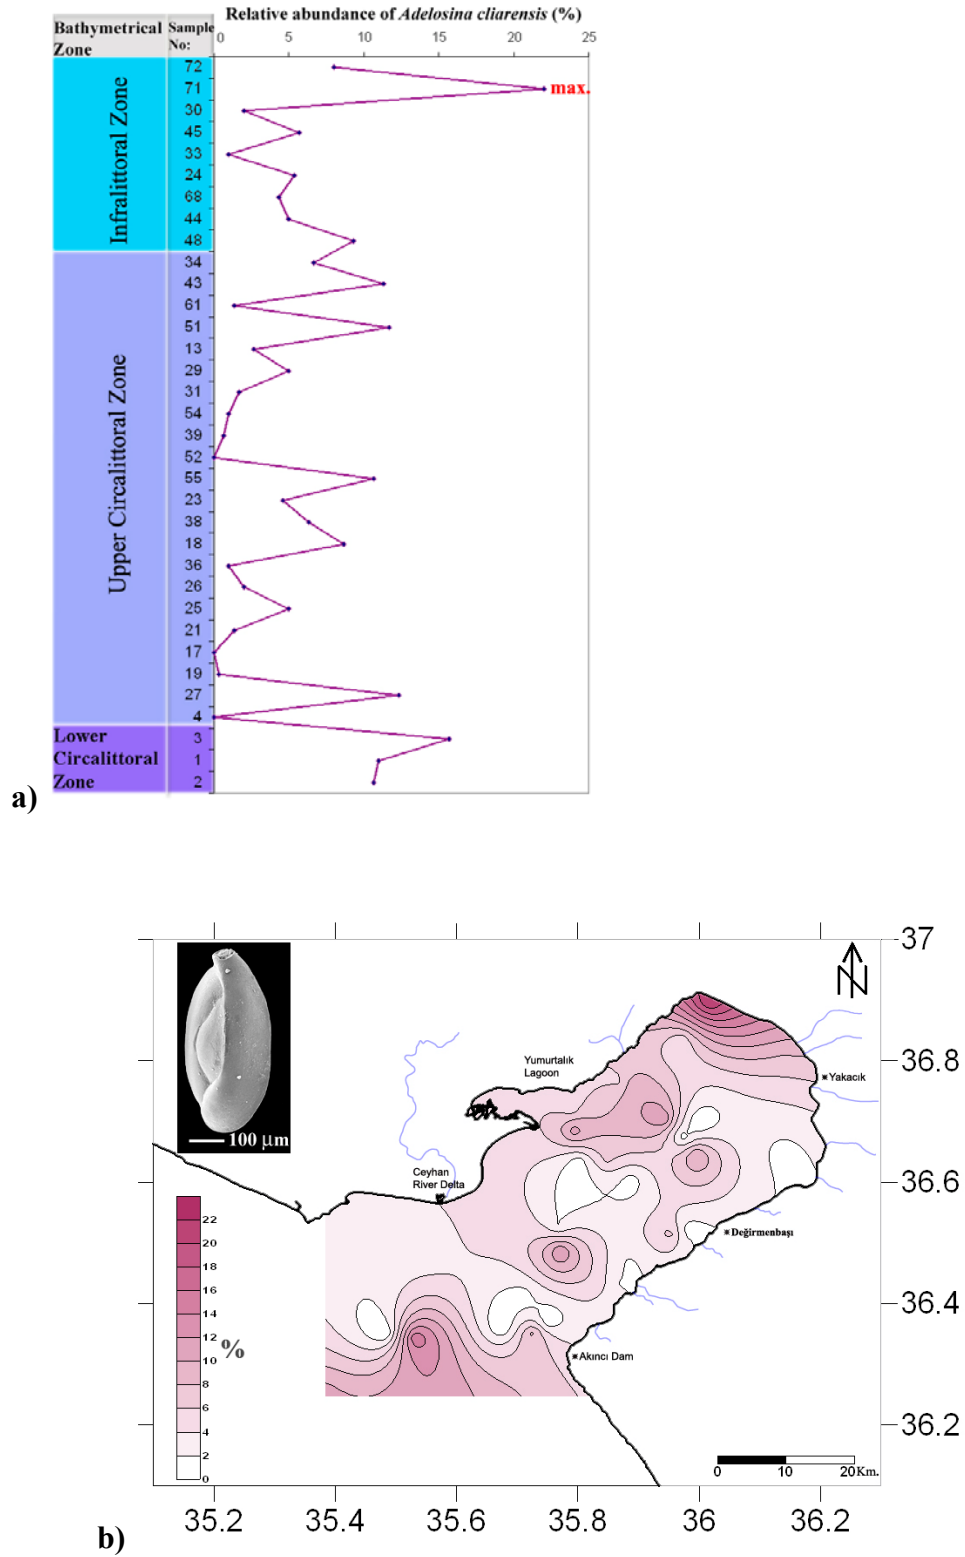 Relative abundance of Adelosina cliarensis (%)
Bathymetrical Zone
Sample No:
0 5 10 15 20 25
72
71
max.
30
45
33
24
68
44
48
Infralittoral Zone
34
43
61
51
13
29
31
54
39
52
55
23
38
18
36
26
25
21
17
19
27
4
Upper Circalittoral Zone
Lower
Circalittoral
Zone
3
1
2
a)
37
N
36.8
Yumurtalık
Lagoon
Yakacık
100 µm
Ceyhan
River Delta
36.6
Değirmenbaşı
22
20
18
16
14
12
10
8
6
4
2
0
%
36.4
Akıncı Dam
36.2
0 10 20 Km.
35.2 35.4 35.6 35.8 36 36.2
b)